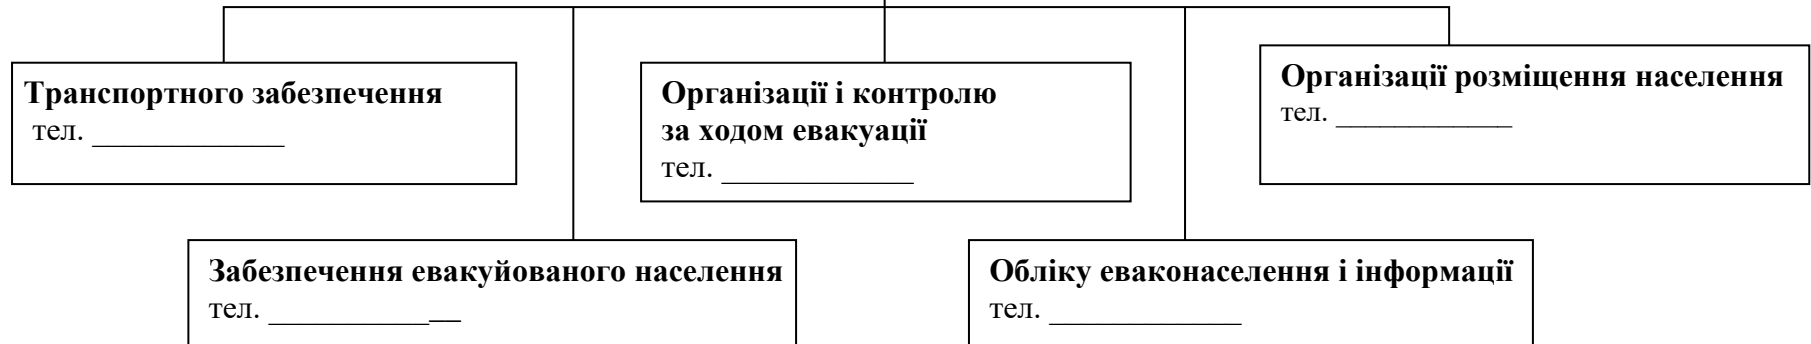 Транспортного забезпечення
тел. ____________
Організації і контролю
за ходом евакуації
тел. ____________
Організації розміщення населення
тел. ____________
Забезпечення евакуйованого населення
тел. ____________
Обліку еваконаселення і інформації
тел. ____________